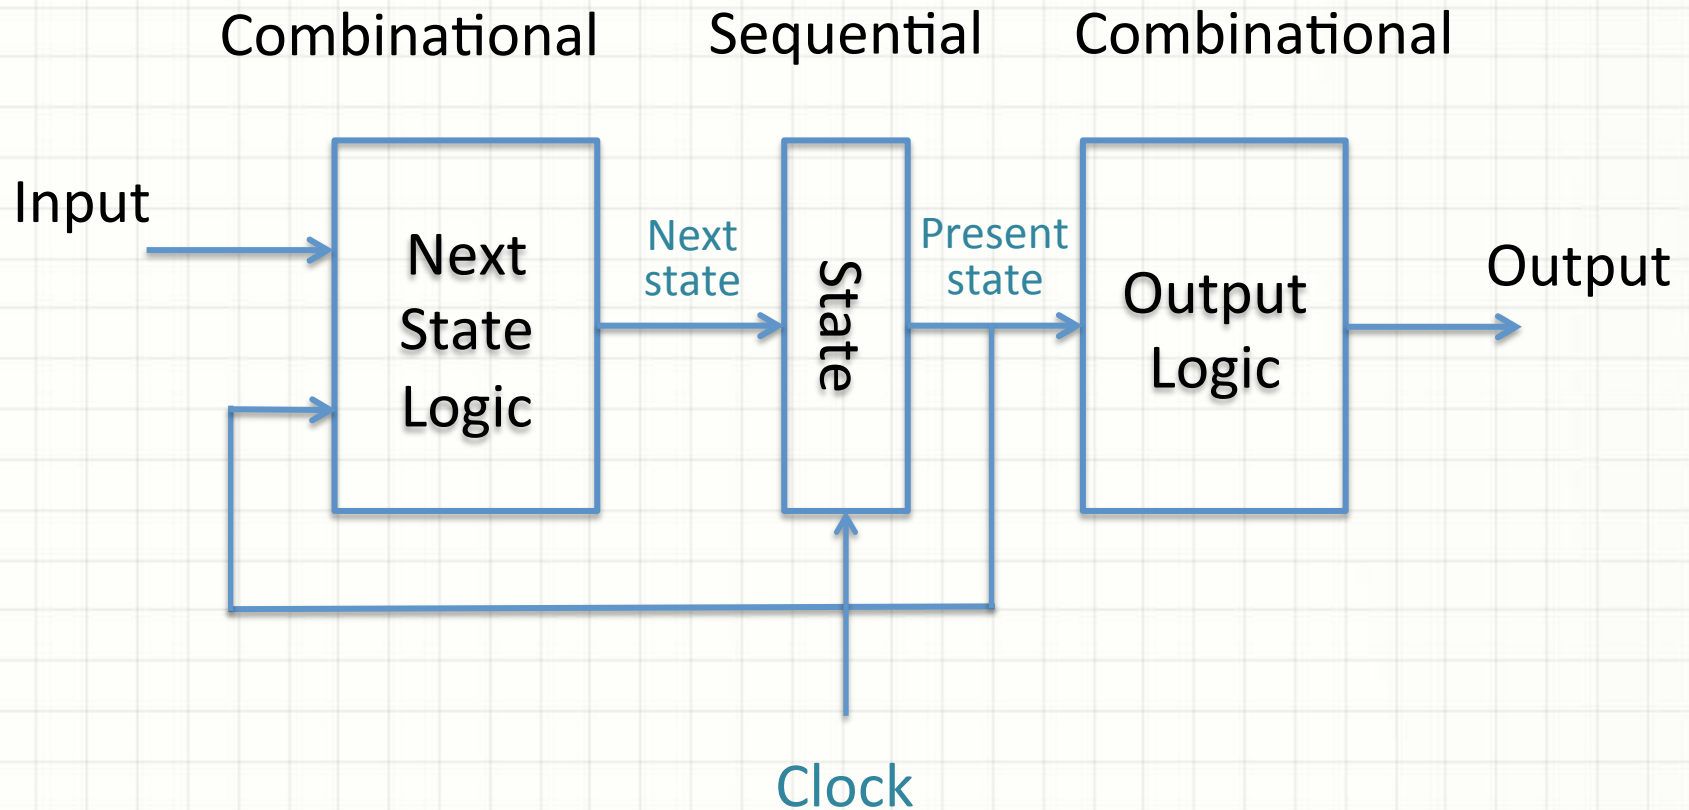 Combinational
Sequential
Combinational
Input
Next
State
Logic
Next
state
State
Present
state
Output
Logic
Output
Clock